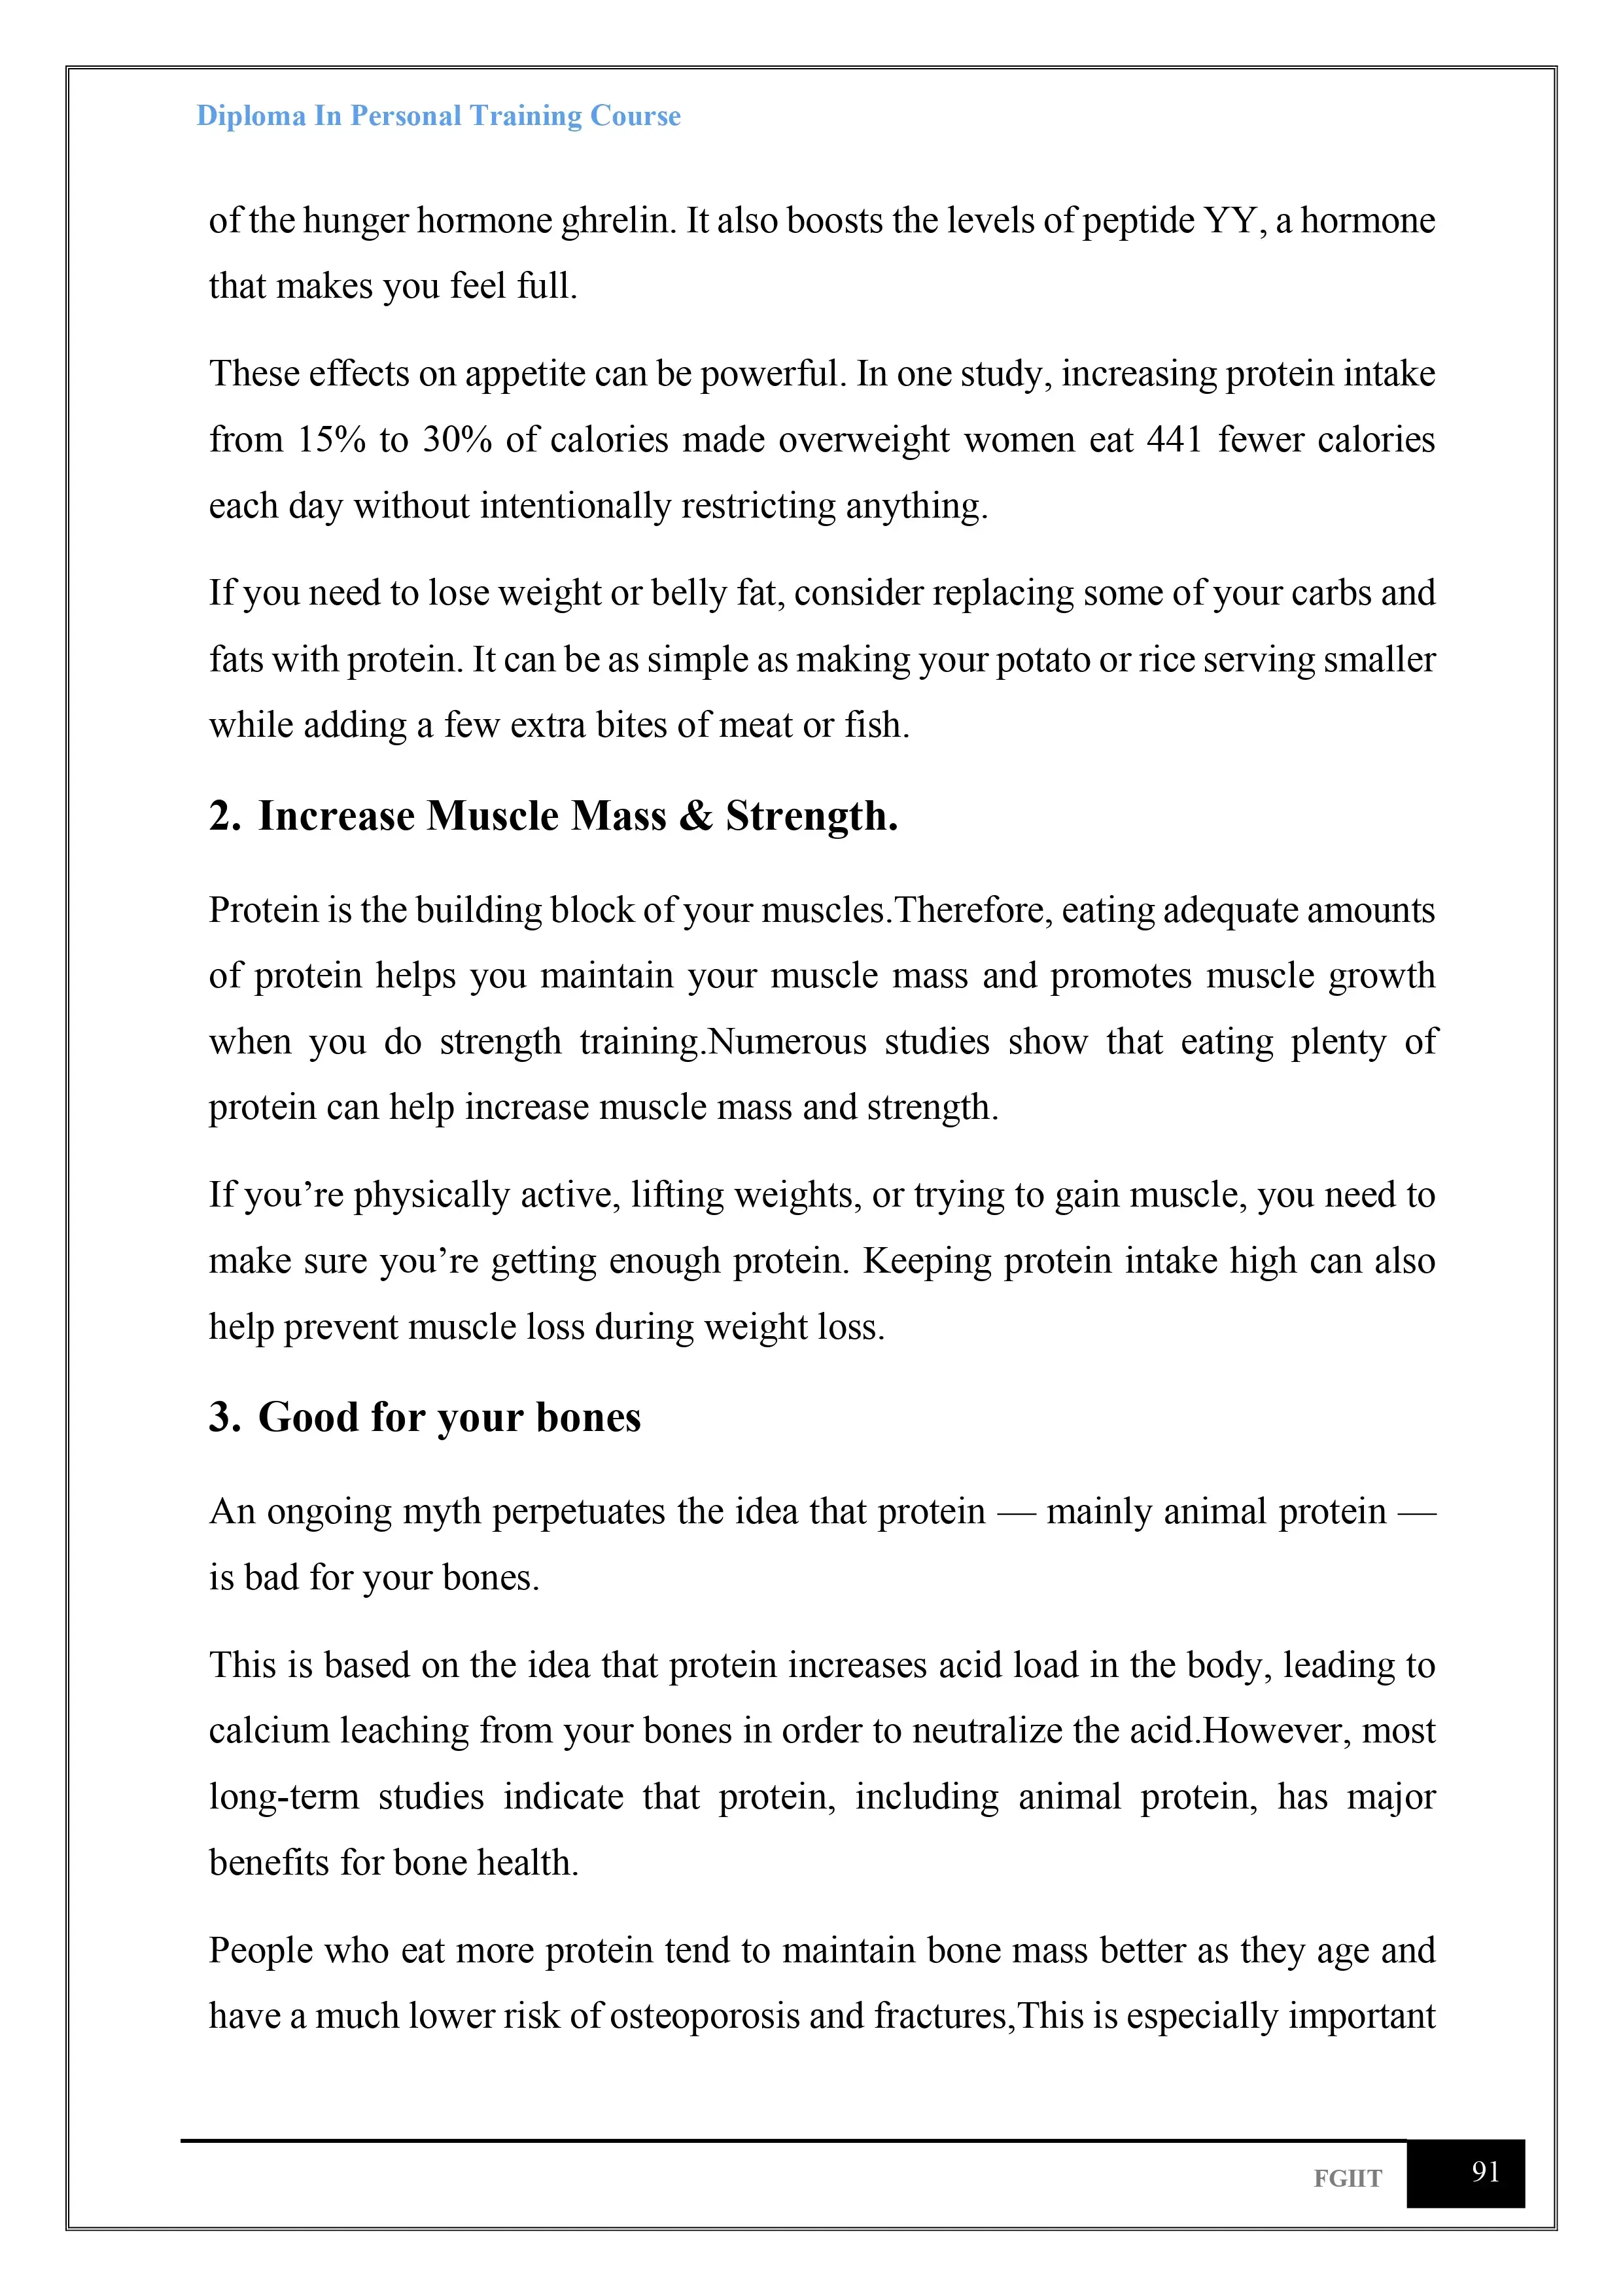 Diploma In Personal Training Course
of the hunger hormone ghrelin. It also boosts the levels of peptide YY, a hormone
that makes you feel full.
These effects on appetite can be powerful. In one study, increasing protein intake
from 15% to 30% of calories made overweight women eat 441 fewer calories
each day without intentionally restricting anything.
If you need to lose weight or belly fat, consider replacing some of your carbs and
fats with protein. It can be as simple as making your potato or rice serving smaller
while adding a few extra bites of meat or fish.
2. Increase Muscle Mass & Strength.
Protein is the building block of your muscles.Therefore, eating adequate amounts
of protein helps you maintain your muscle mass and promotes muscle growth
when you do strength training.Numerous studies show that eating plenty of
protein can help increase muscle mass and strength.
If you’re physically active, lifting weights, or trying to gain muscle, you need to
make sure you’re getting enough protein. Keeping protein intake high can also
help prevent muscle loss during weight loss.
3. Good for your bones
An ongoing myth perpetuates the idea that protein — mainly animal protein —
is bad for your bones.
This is based on the idea that protein increases acid load in the body, leading to
calcium leaching from your bones in order to neutralize the acid.However, most
long-term studies indicate that protein, including animal protein, has major
benefits for bone health.
People who eat more protein tend to maintain bone mass better as they age and
have a much lower risk of osteoporosis and fractures,This is especially important
FGIIT 91